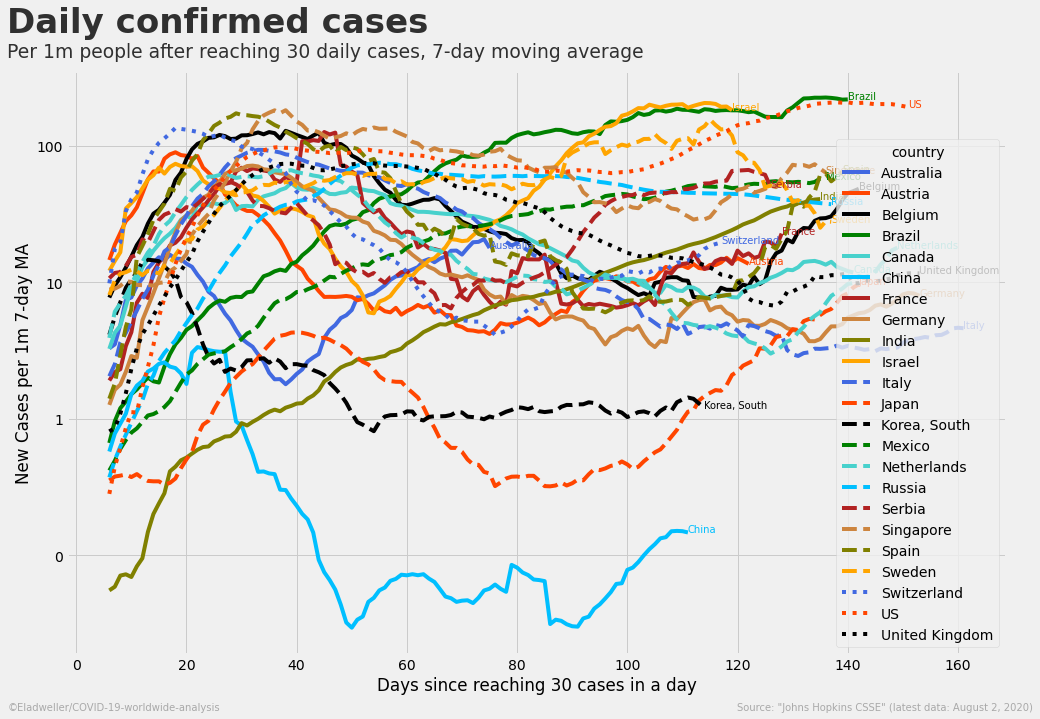 Daily confirmed cases
Per 1m people after reaching 30 daily cases, 7-day moving average
New Cases per 1m 7-day MA
100
10
1
0
Brazil
US
Israel
Serbia
Belgium
Russia
France
Switzerland
Australia
Austria
Netherlands
United Kingdom
Germany
Italy
Korea, South
China
country
Australia
Austria
Belgium
Brazil
Canada
China
France
Germany
India
Israel
Italy
Japan
Korea, South
Mexico
Netherlands
Russia
Serbia
Singapore
Spain
Sweden
Switzerland
US
United Kingdom
0 20 40 60 80 100 120 140 160
Days since reaching 30 cases in a day
©Eladweller/COVID-19-worldwide-analysis
Source: "Johns Hopkins CSSE" (latest data: August 2, 2020)